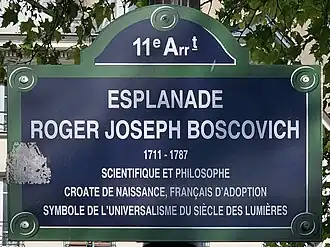 11e Arrt
ESPLANADE
ROGER JOSEPH BOSCOVICH
1711 - 1787
SCIENTIFIQUE ET PHILOSOPHE
CROATE DE NAISSANCE, FRANÇAIS D'ADOPTION
SYMBOLE DE L'UNIVERSALISME DU SIÈCLE DES LUMIÈRES